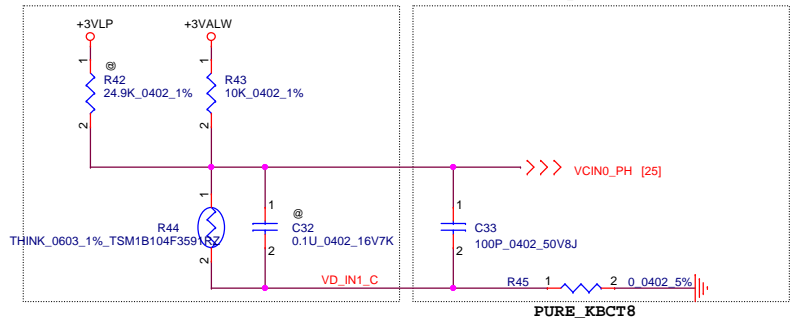 +3VLP
+3VALW
1
@
R42
24.9K_0402_1%
2
1
R43
10K_0402_1%
2
VCIN0_PH [25]
1
R44
THINK_0603_1%_TSM1B104F3591RZ
2
1
@
C32
0.1U_0402_16V7K
2
1
C33
100P_0402_50V8J
2
VD_IN1_C
R45
1
2
0_0402_5%
PURE_KBCT8